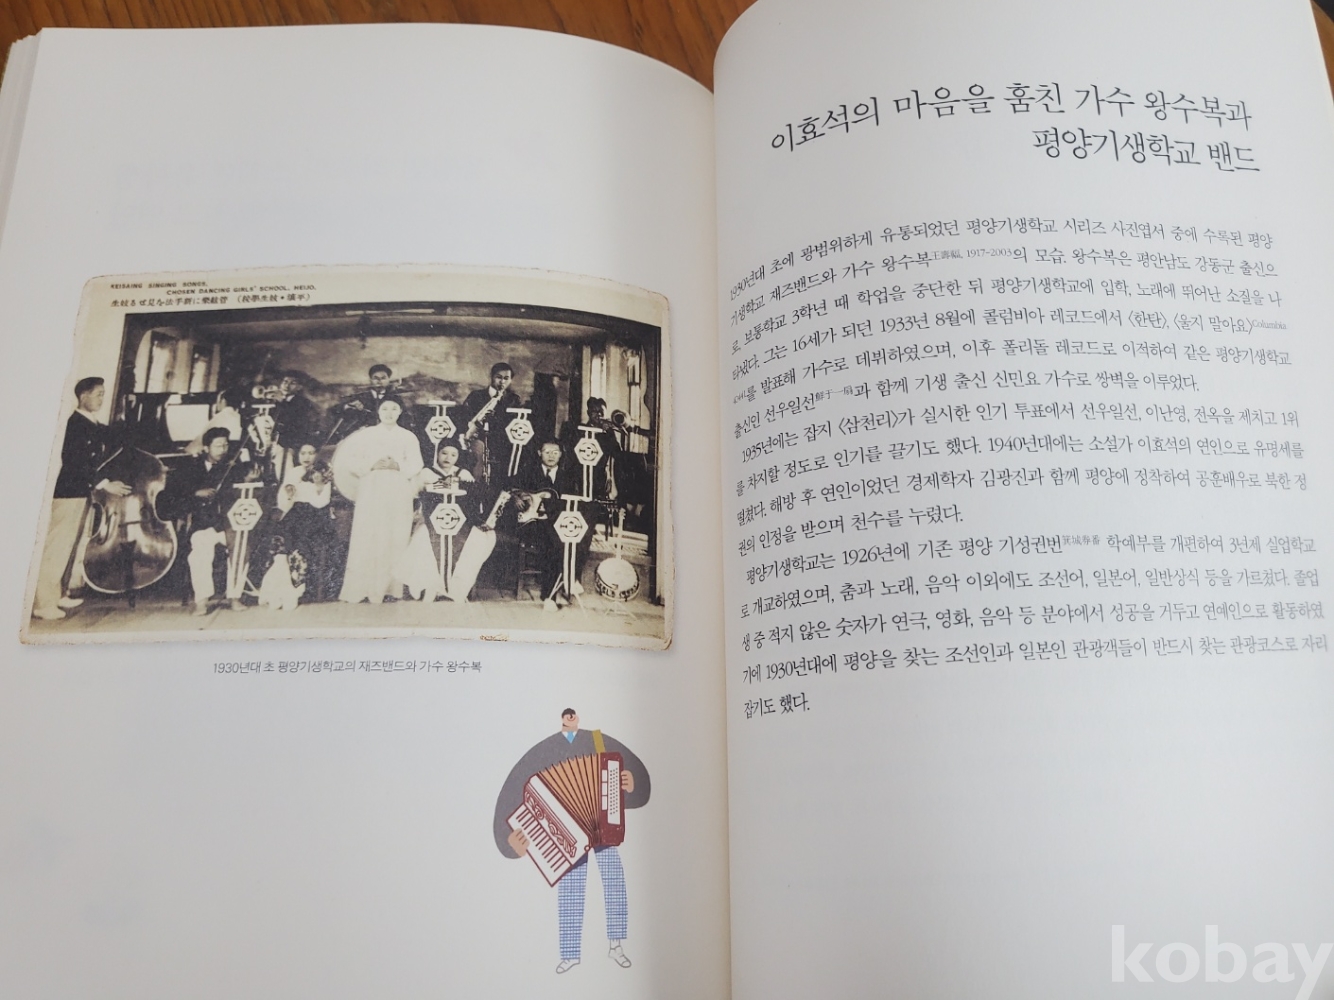 KEISAING SINGING SONGS,
CHOSEN DANCING GIRLS' SCHOOL, HEIJO.
(平壤・妓生學校) 管絃樂に新手法を見せる妓生
1930년대 초 평양기생학교의 재즈밴드와 가수 왕수복
이효석의 마음을 훔친 가수 왕수복과
평양기생학교 밴드
1930년대 초에 광범위하게 유통되었던 평양기생학교 시리즈 사진엽서 중에 수록된 평양
기생학교 재즈밴드와 가수 왕수복王壽福, 1917-2003의 모습. 왕수복은 평안남도 강동군 출신으
로 보통학교 3학년 때 학업을 중단한 뒤 평양기생학교에 입학, 노래에 뛰어난 소질을 나
타냈다. 그는 16세가 되던 1933년 8월에 콜럼비아 레코드에서 〈한탄〉, 〈울지 말아요〉Columbia
를 발표해 가수로 데뷔하였으며, 이후 폴리돌 레코드로 이적하여 같은 평양기생학교
출신인 선우일선鮮于一扇과 함께 기생 출신 신민요 가수로 쌍벽을 이루었다.
1935년에는 잡지 〈삼천리〉가 실시한 인기 투표에서 선우일선, 이난영, 전옥을 제치고 1위
를 차지할 정도로 인기를 끌기도 했다. 1940년대에는 소설가 이효석의 연인으로 유명세를
떨쳤다. 해방 후 연인이었던 경제학자 김광진과 함께 평양에 정착하여 공훈배우로 북한 정
권의 인정을 받으며 천수를 누렸다.
평양기생학교는 1926년에 기존 평양 기성권번箕城券番 학예부를 개편하여 3년제 실업학교
로 개교하였으며, 춤과 노래, 음악 이외에도 조선어, 일본어, 일반상식 등을 가르쳤다. 졸업
생 중 적지 않은 숫자가 연극, 영화, 음악 등 분야에서 성공을 거두고 연예인으로 활동하였
기에 1930년대에 평양을 찾는 조선인과 일본인 관광객들이 반드시 찾는 관광코스로 자리
잡기도 했다.
kobay